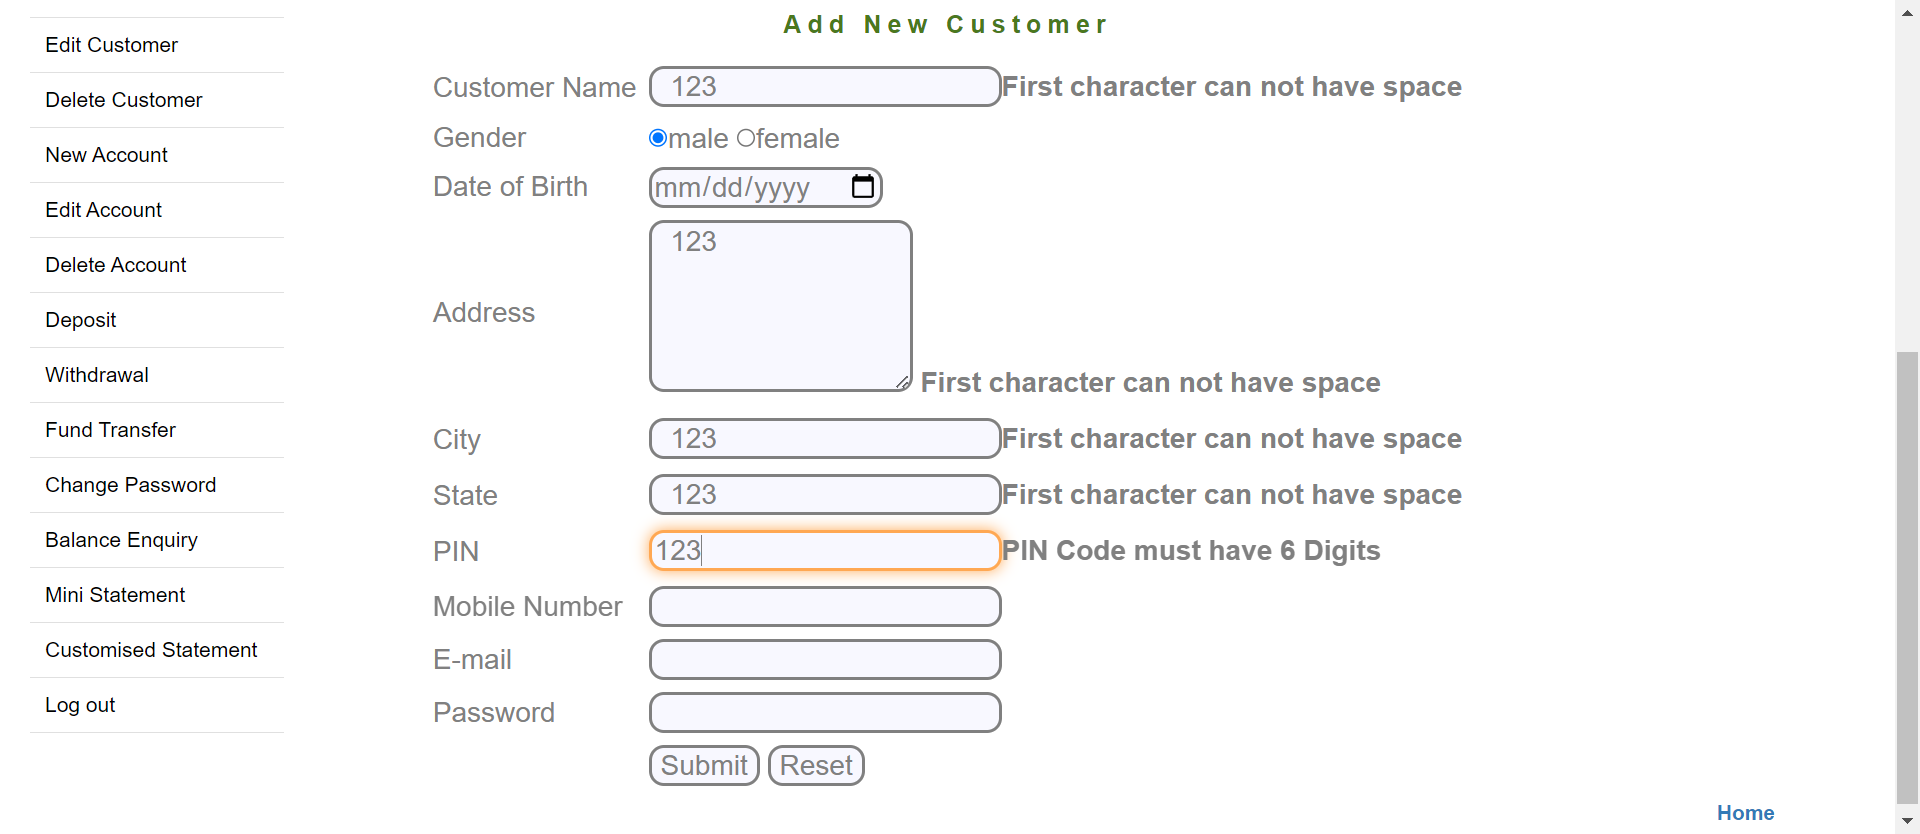 Edit Customer
Delete Customer
New Account
Edit Account
Delete Account
Deposit
Withdrawal
Fund Transfer
Change Password
Balance Enquiry
Mini Statement
Customised Statement
Log out
Add New Customer
Customer Name 123 First character can not have space
Gender male female
Date of Birth mm/dd/yyyy
Address 123 First character can not have space
City 123 First character can not have space
State 123 First character can not have space
PIN 123 PIN Code must have 6 Digits
Mobile Number
E-mail
Password
Submit Reset
Home